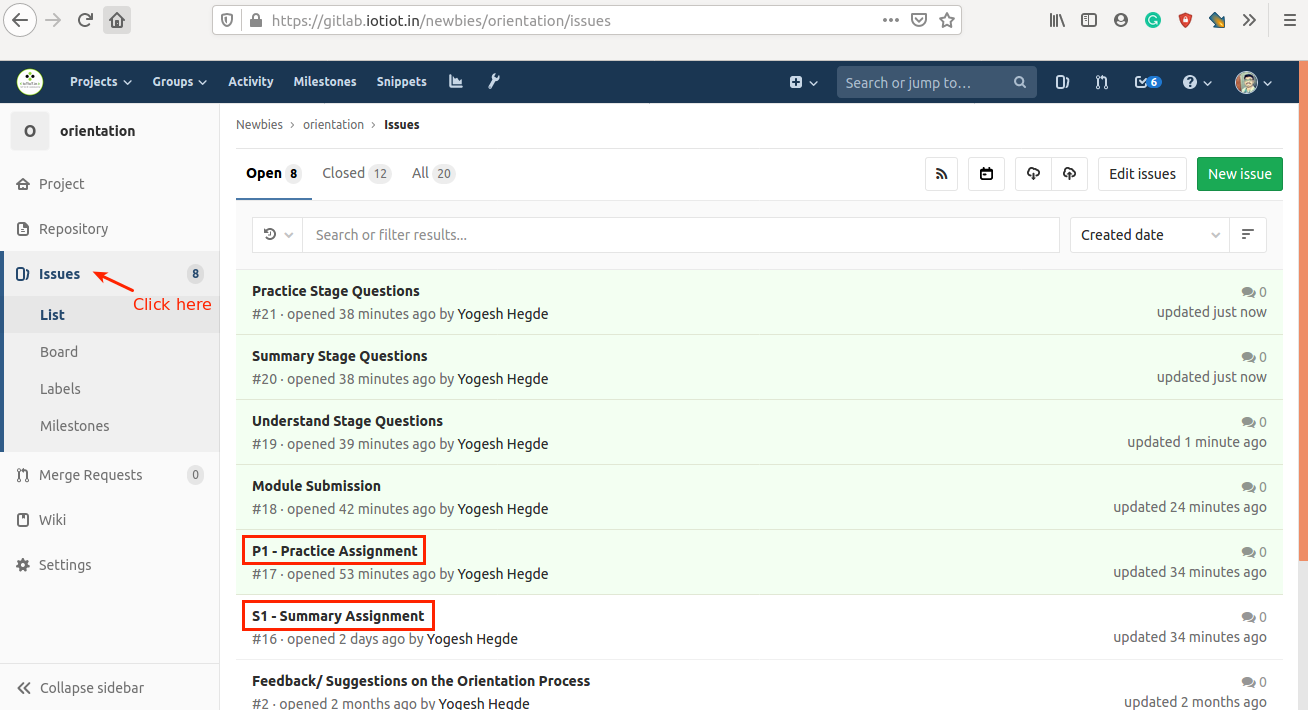 https://gitlab.iotiot.in/newbies/orientation/issues
Projects Groups Activity Milestones Snippets Search or jump to... 6
O orientation
Newbies › orientation › Issues
Open 8 Closed 12 All 20 Edit issues New issue
Project
Repository
Issues 8
Click here
List
Board
Labels
Milestones
Merge Requests 0
Wiki
Settings
Collapse sidebar
Search or filter results... Created date
Practice Stage Questions 0
#21 · opened 38 minutes ago by Yogesh Hegde updated just now
Summary Stage Questions 0
#20 · opened 38 minutes ago by Yogesh Hegde updated just now
Understand Stage Questions 0
#19 · opened 39 minutes ago by Yogesh Hegde updated 1 minute ago
Module Submission 0
#18 · opened 42 minutes ago by Yogesh Hegde updated 24 minutes ago
P1 - Practice Assignment 0
#17 · opened 53 minutes ago by Yogesh Hegde updated 34 minutes ago
S1 - Summary Assignment 0
#16 · opened 2 days ago by Yogesh Hegde updated 34 minutes ago
Feedback/ Suggestions on the Orientation Process 0
#2 · opened 2 months ago by Yogesh Hegde updated 2 months ago